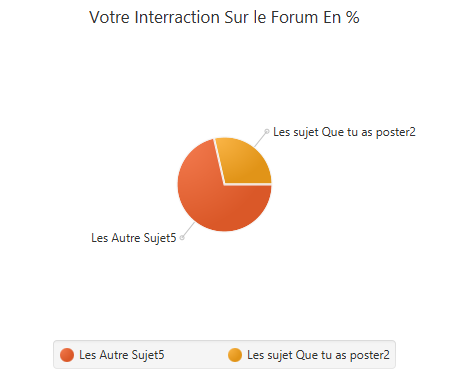 Votre Interraction Sur le Forum En %
Les sujet Que tu as poster2
Les Autre Sujet5
Les Autre Sujet5
Les sujet Que tu as poster2